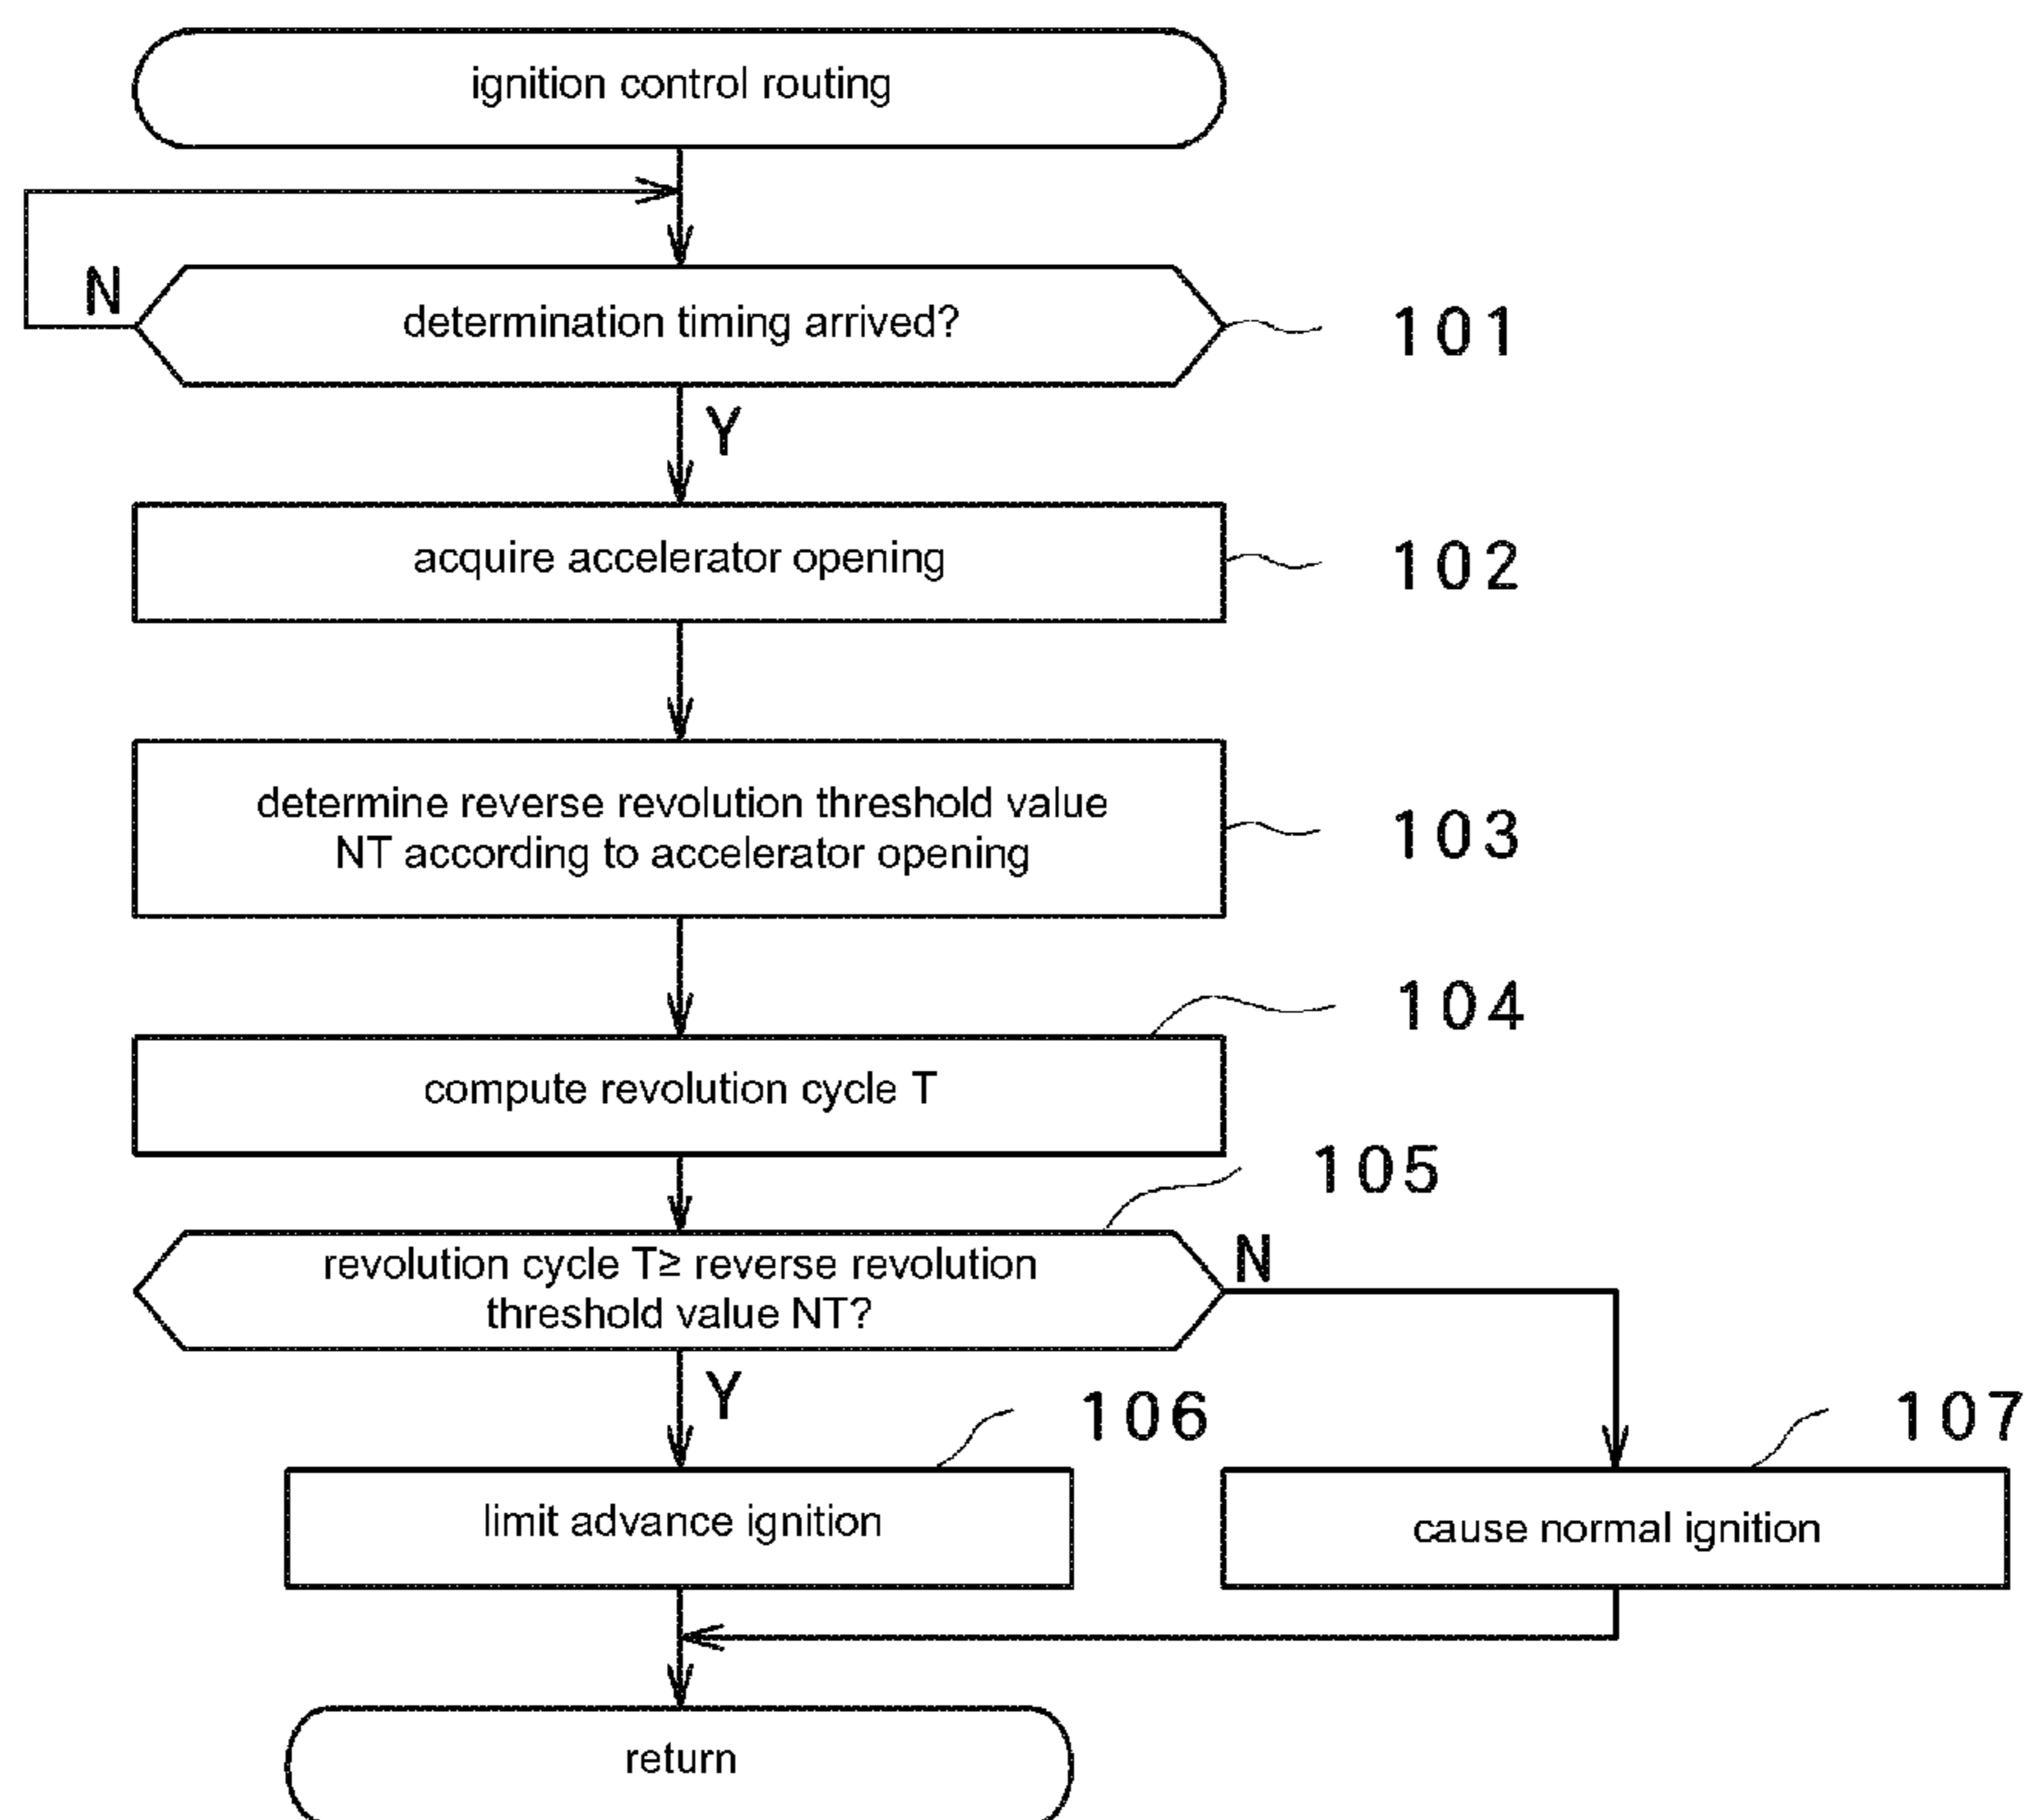 ignition control routing
N
determination timing arrived?
101
Y
acquire accelerator opening
102
determine reverse revolution threshold value
NT according to accelerator opening
103
104
compute revolution cycle T
105
revolution cycle T≥ reverse revolution
threshold value NT?
N
Y
106
107
limit advance ignition
cause normal ignition
return